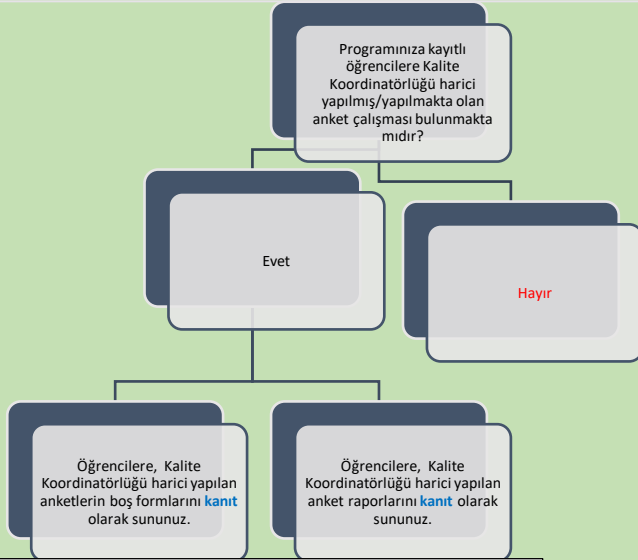 Programınıza kayıtlı
öğrencilere Kalite
Koordinatörlüğü harici
yapılmış/yapılmakta olan
anket çalışması bulunmakta
mıdır?
Evet
Hayır
Öğrencilere, Kalite
Koordinatörlüğü harici yapılan
anketlerin boş formlarını kanıt
olarak sununuz.
Öğrencilere, Kalite
Koordinatörlüğü harici yapılan
anket raporlarını kanıt olarak
sununuz.